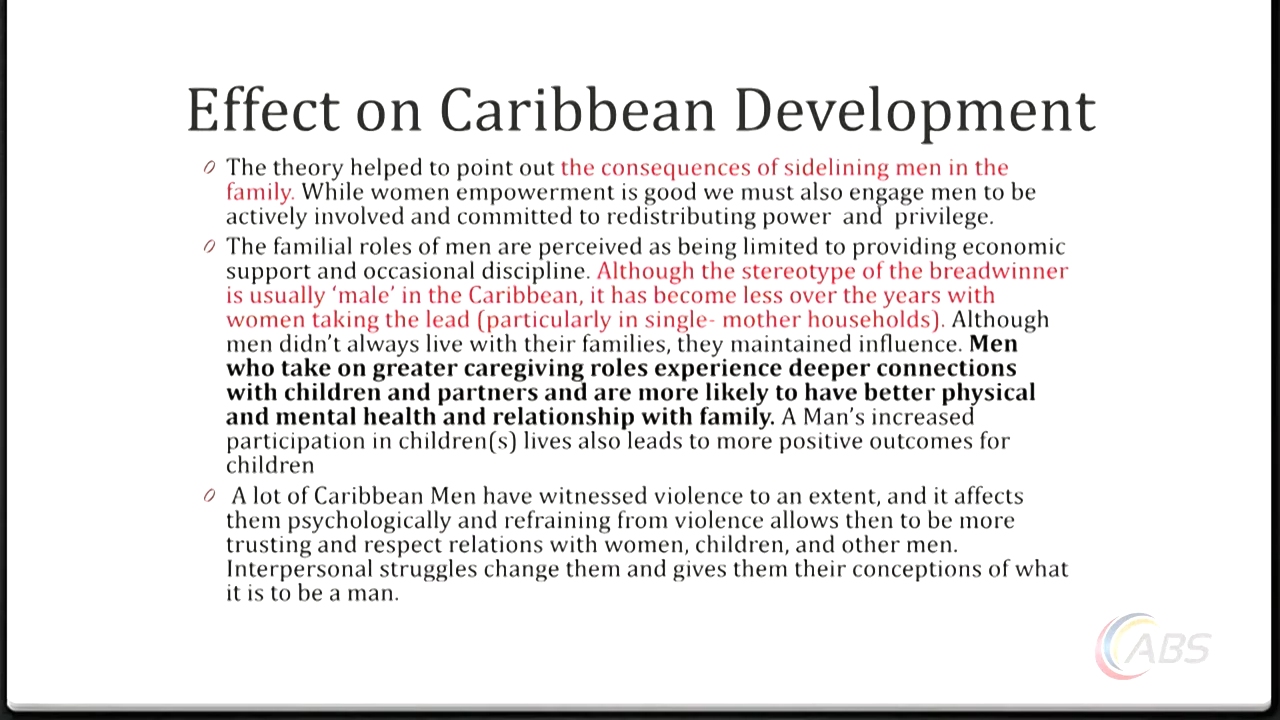 Effect on Caribbean Development
The theory helped to point out the consequences of sidelining men in the
family. While women empowerment is good we must also engage men to be
actively involved and committed to redistributing power and privilege.
The familial roles of men are perceived as being limited to providing economic
support and occasional discipline. Although the stereotype of the breadwinner
is usually ‘male’ in the Caribbean, it has become less over the years with
women taking the lead (particularly in single- mother households). Although
men didn’t always live with their families, they maintained influence. Men
who take on greater caregiving roles experience deeper connections
with children and partners and are more likely to have better physical
and mental health and relationship with family. A Man’s increased
participation in children(s) lives also leads to more positive outcomes for
children
A lot of Caribbean Men have witnessed violence to an extent, and it affects
them psychologically and refraining from violence allows then to be more
trusting and respect relations with women, children, and other men.
Interpersonal struggles change them and gives them their conceptions of what
it is to be a man.
ABS